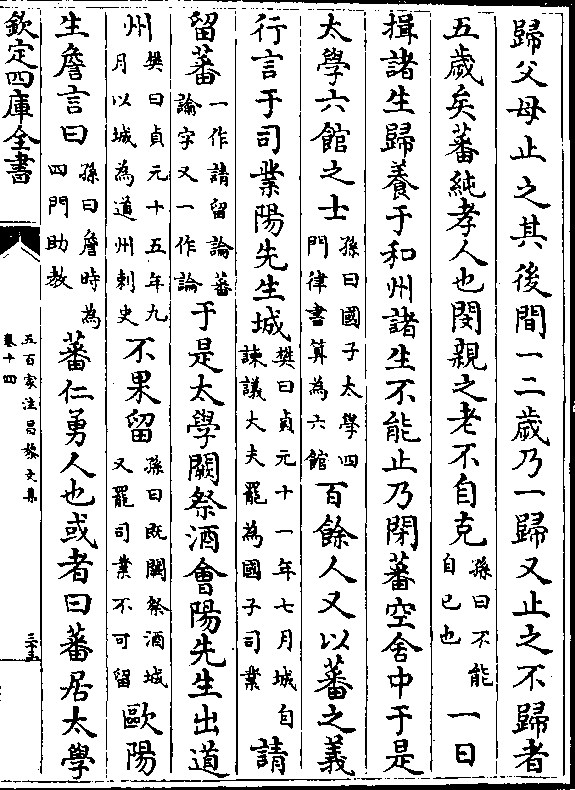 歸父母止之其後間一二歲乃一歸又止之不歸者
五歲矣蕃純孝人也閔親之老不自克孫曰不能自己也一日
揖諸生歸養于和州諸生不能止乃閉蕃空舍中于是
太學六館之士孫曰國子太學四門律書算為六館百餘人又以蕃之義
行言于司業陽先生城樊曰貞元十一年七月城自諫議大夫罷為國子司業請
留蕃一作請留論蕃論字又一作論于是太學闕祭酒會陽先生出道
州樊曰貞元十五年九月以城為道州刺史不果留孫曰既闕祭酒城又罷司業不可留歐陽
生詹言曰孫曰詹時為四門助教蕃仁勇人也或者曰蕃居太學
欽定四庫全書
五百家注昌黎文集
卷十四
三十五